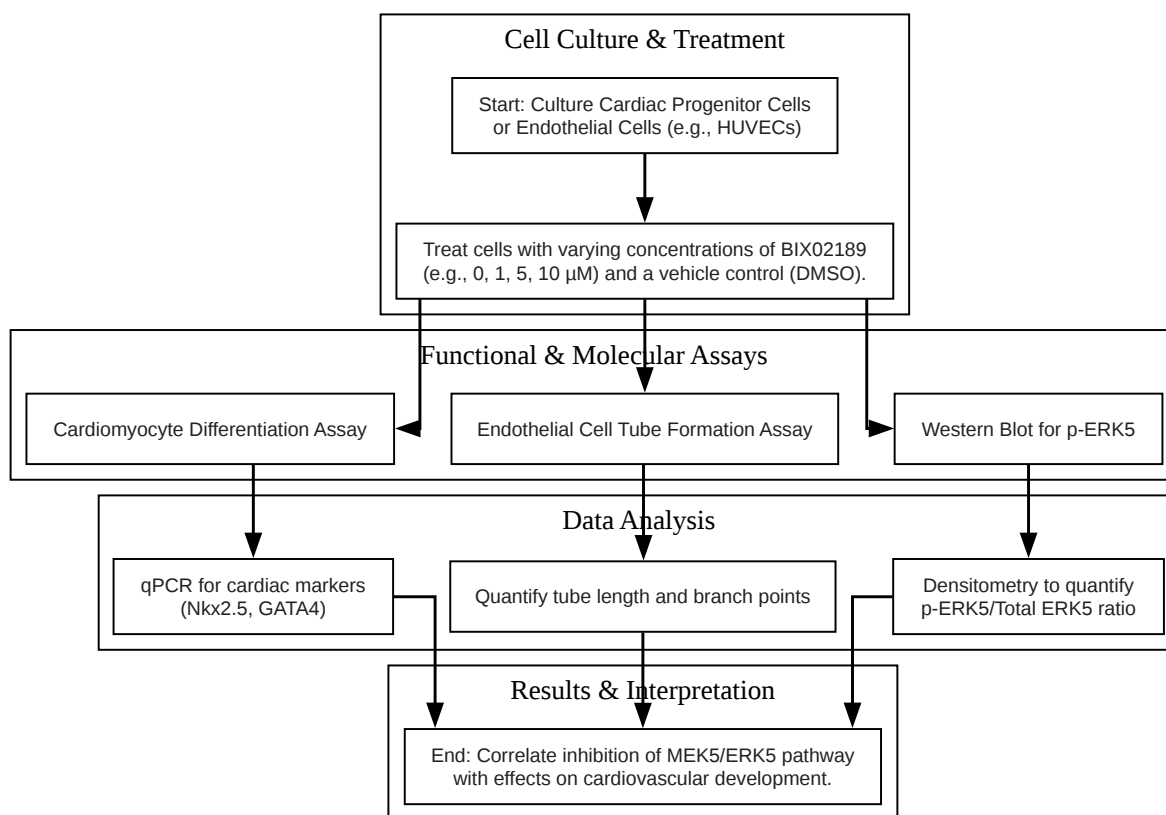 Cell Culture & Treatment
Start: Culture Cardiac Progenitor Cells
or Endothelial Cells (e.g., HUVECs)
Treat cells with varying concentrations of BIX02189
(e.g., 0, 1, 5, 10 µM) and a vehicle control (DMSO).
Functional & Molecular Assays
Cardiomyocyte Differentiation Assay
Endothelial Cell Tube Formation Assay
Western Blot for p-ERK5
Data Analysis
qPCR for cardiac markers
(Nkx2.5, GATA4)
Quantify tube length and branch points
Densitometry to quantify
p-ERK5/Total ERK5 ratio
Results & Interpretation
End: Correlate inhibition of MEK5/ERK5 pathway
with effects on cardiovascular development.